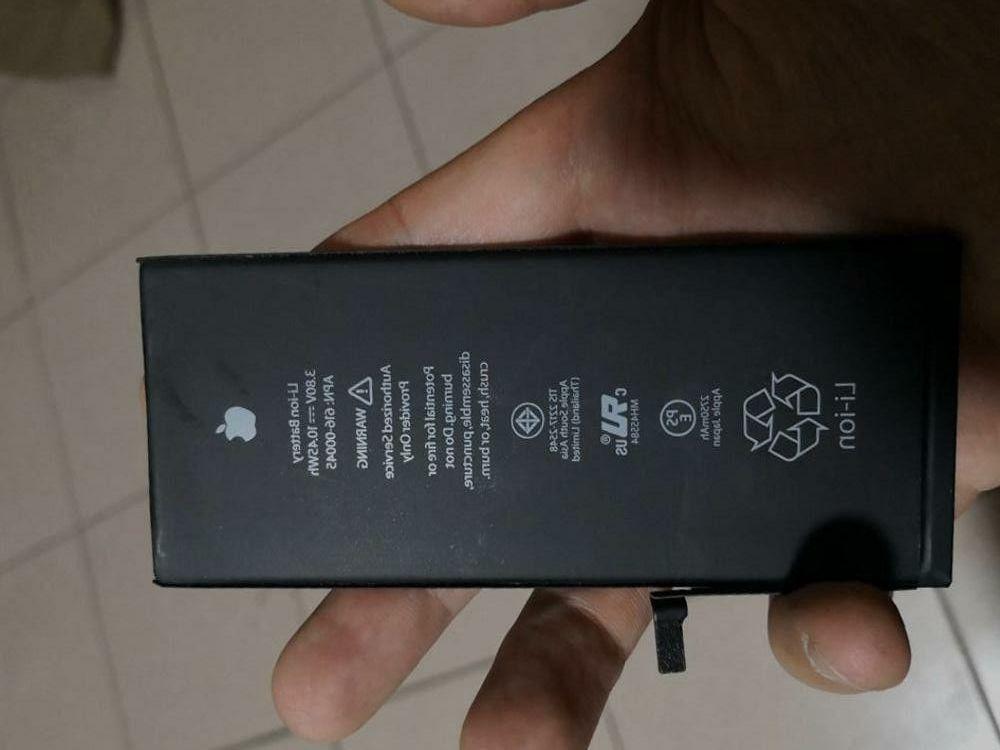 Li-ion Battery
3.80V ⎓ 10.45Wh
APN: 616-00045
⚠ WARNING
Authorized Service
Provider Only
Potential for fire or
burning. Do not
disassemble, puncture,
crush, heat, or burn.
TIS 2217-2548
Apple South Asia
(Thailand) Limited
c RU® US
MH45584
PS
E
2750mAh
Apple Japan
Li-ion